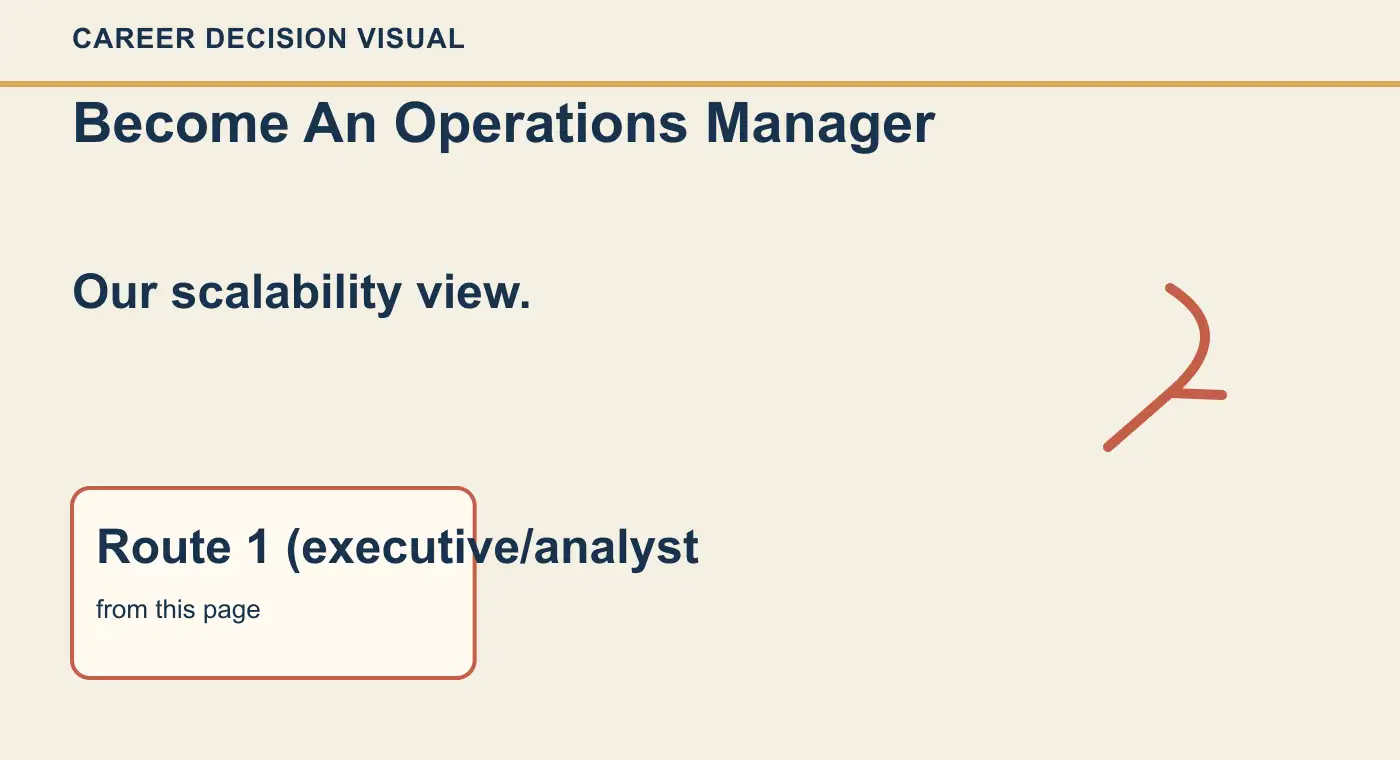 CAREER DECISION VISUAL
Become An Operations Manager
Our scalability view.
Route 1 (executive/analyst
from this page